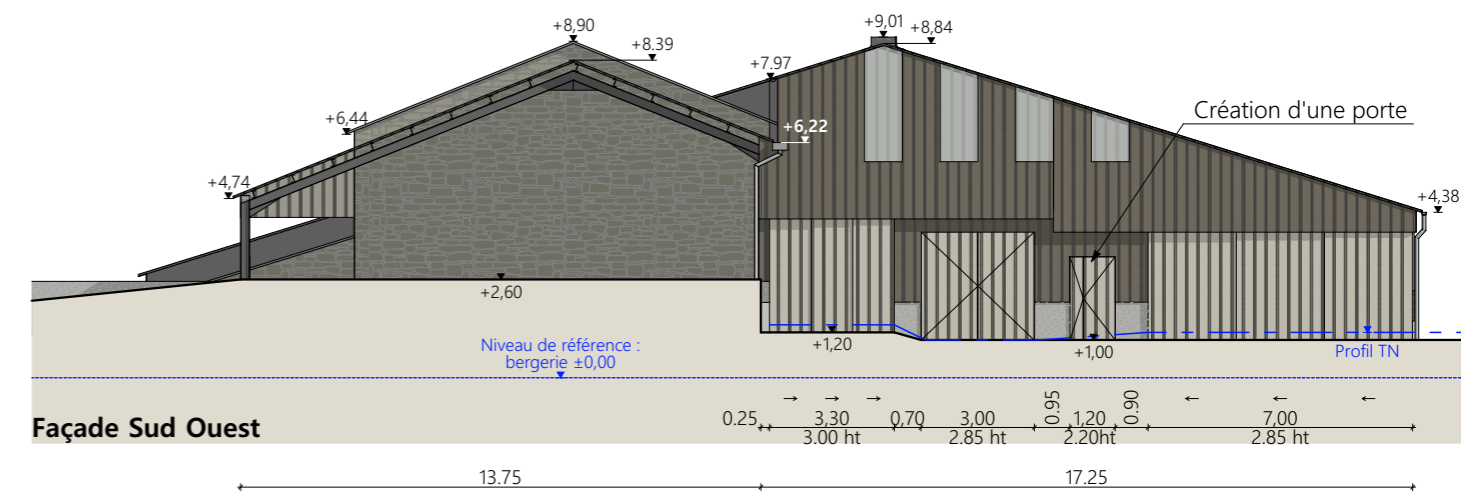 +9,01
+8,90
+8,84
+8.39
+7.97
Création d'une porte
+6,44
+6,22
+4,74
+4,38
+2,60
Niveau de référence :
bergerie ±0,00
+1,20
+1,00
Profil TN
Façade Sud Ouest
0.25 3,30 0,70 3,00 0.95 1,20 0.90 7,00
3.00 ht 2.85 ht 2.20ht 2.85 ht
13.75 17.25